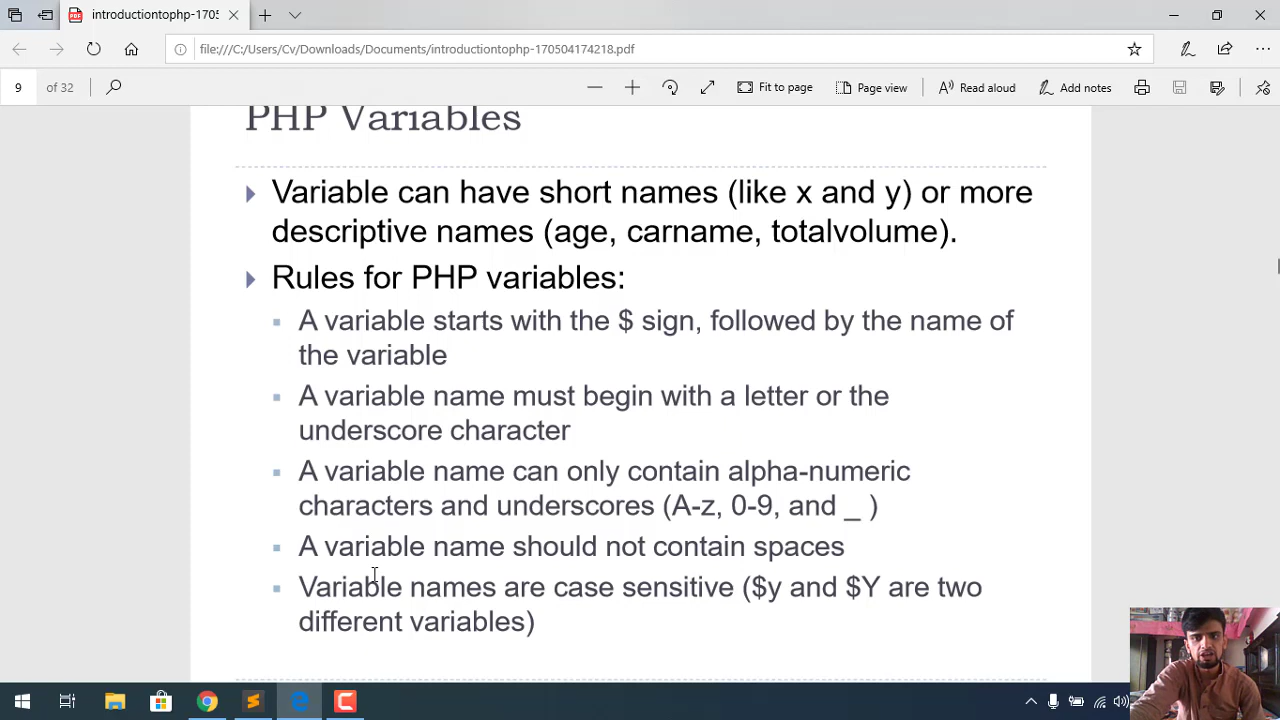 introductiontophp-1705
file:///C:/Users/Cv/Downloads/Documents/introductiontophp-170504174218.pdf
9 of 32
Fit to page
Page view
Read aloud
Add notes
PHP Variables
Variable can have short names (like x and y) or more
descriptive names (age, carname, totalvolume).
Rules for PHP variables:
A variable starts with the $ sign, followed by the name of
the variable
A variable name must begin with a letter or the
underscore character
A variable name can only contain alpha-numeric
characters and underscores (A-z, 0-9, and _ )
A variable name should not contain spaces
Variable names are case sensitive ($y and $Y are two
different variables)